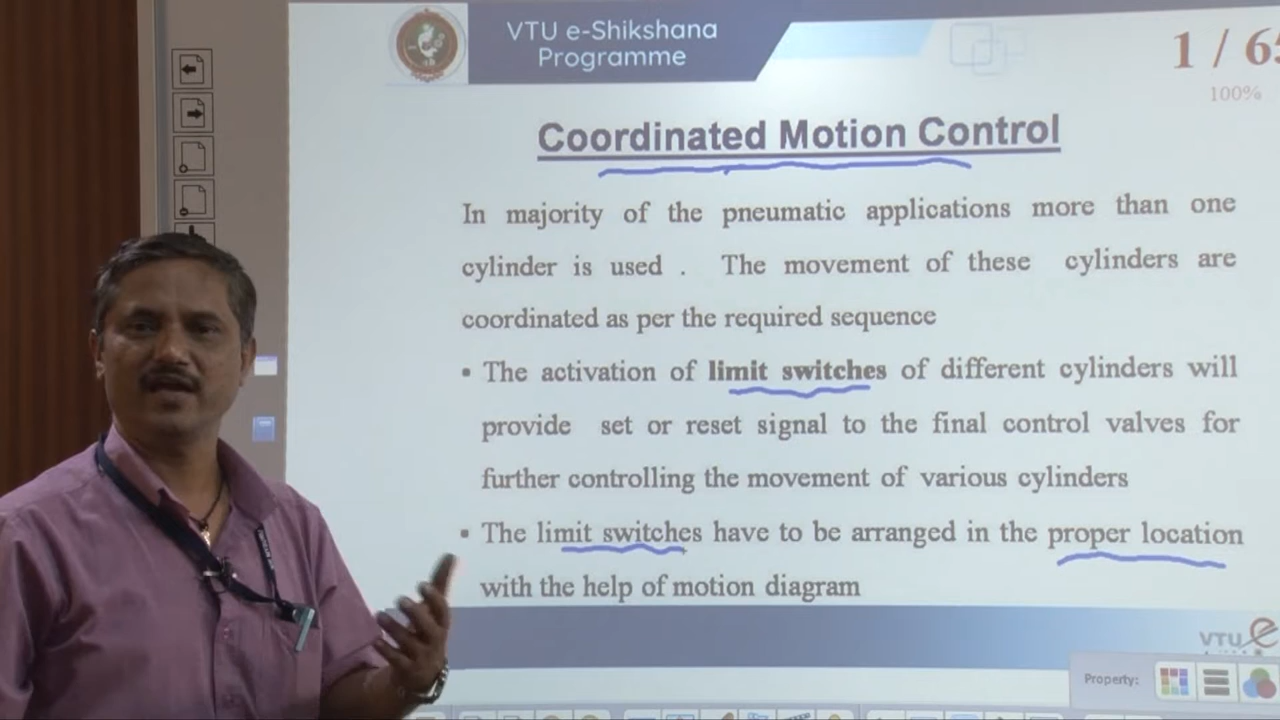 VTU e-Shikshana
Programme
1 / 65
100%
Coordinated Motion Control
In majority of the pneumatic applications more than one
cylinder is used . The movement of these cylinders are
coordinated as per the required sequence
▪ The activation of limit switches of different cylinders will
provide set or reset signal to the final control valves for
further controlling the movement of various cylinders
▪ The limit switches have to be arranged in the proper location
with the help of motion diagram
VTU e
Property: